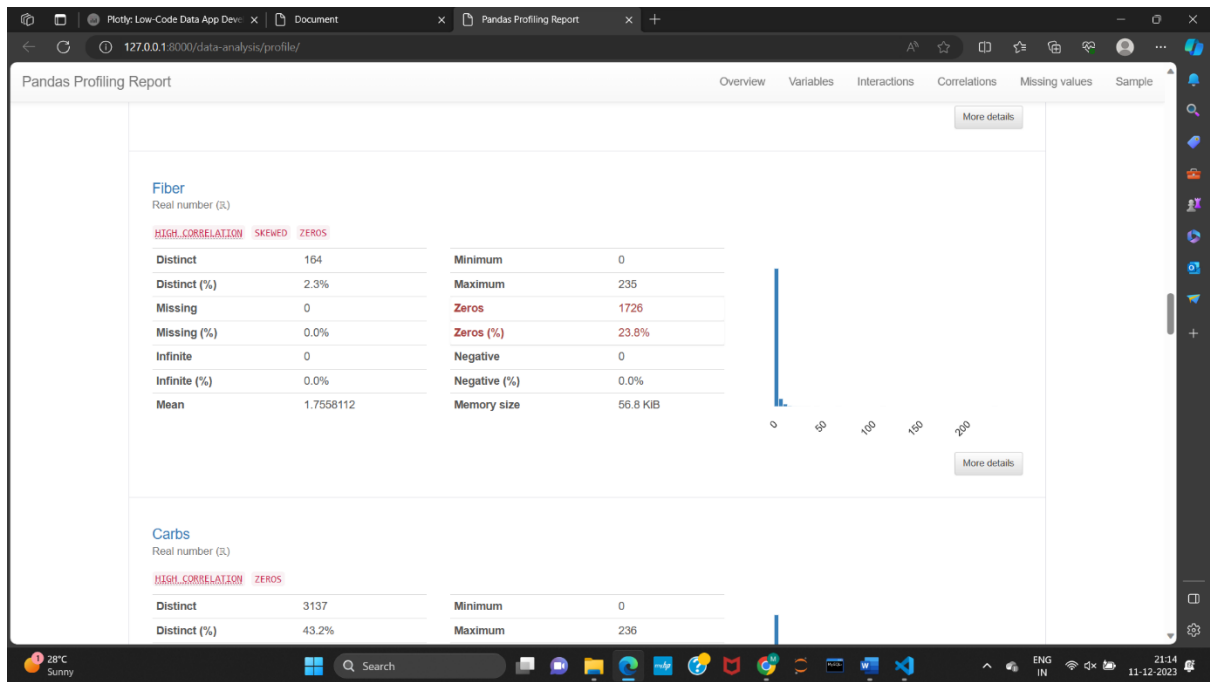 Plotly: Low-Code Data App Deve
Document
Pandas Profiling Report
127.0.0.1:8000/data-analysis/profile/
Pandas Profiling Report Overview Variables Interactions Correlations Missing values Sample
More details
Fiber
Real number (ℝ)
HIGH CORRELATION SKEWED ZEROS
Distinct 164 Minimum 0
Distinct (%) 2.3% Maximum 235
Missing 0 Zeros 1726
Missing (%) 0.0% Zeros (%) 23.8%
Infinite 0 Negative 0
Infinite (%) 0.0% Negative (%) 0.0%
Mean 1.7558112 Memory size 56.8 KiB
0 50 100 150 200
More details
Carbs
Real number (ℝ)
HIGH CORRELATION ZEROS
Distinct 3137 Minimum 0
Distinct (%) 43.2% Maximum 236
1 28°C
Sunny
Search
ENG
IN
21:14
11-12-2023